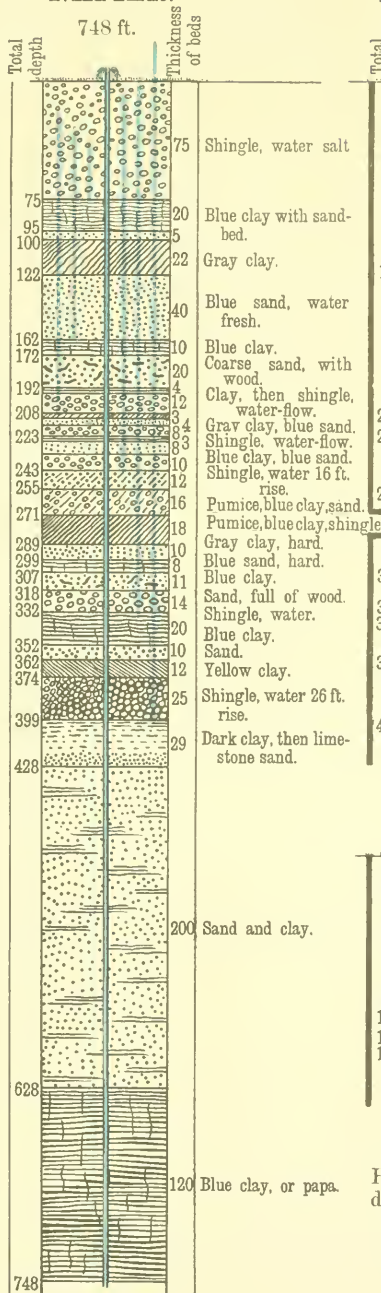 748 ft.
Total depth
Thickness of beds
75 Shingle, water salt
75
20 Blue clay with sand-
bed.
95
5
100
22 Gray clay.
122
40 Blue sand, water
fresh.
162
10 Blue clay.
172
20 Coarse sand, with
wood.
192
4
12 Clay, then shingle,
water-flow.
208
3
4 Gray clay, blue sand.
8 Shingle, water-flow.
223
8 3 Blue clay, blue sand.
243
10 Shingle, water 16 ft.
rise.
255
12
16 Pumice, blue clay, sand.
271
18 Pumice, blue clay, shingle
289
10 Gray clay, hard.
299
8 Blue sand, hard.
307
11 Blue clay.
318
14 Sand, full of wood.
332
Shingle, water.
20 Blue clay.
352
10 Sand.
362
12 Yellow clay.
374
25 Shingle, water 26 ft.
rise.
399
29 Dark clay, then lime-
stone sand.
428
200 Sand and clay.
628
120 Blue clay, or papa.
748